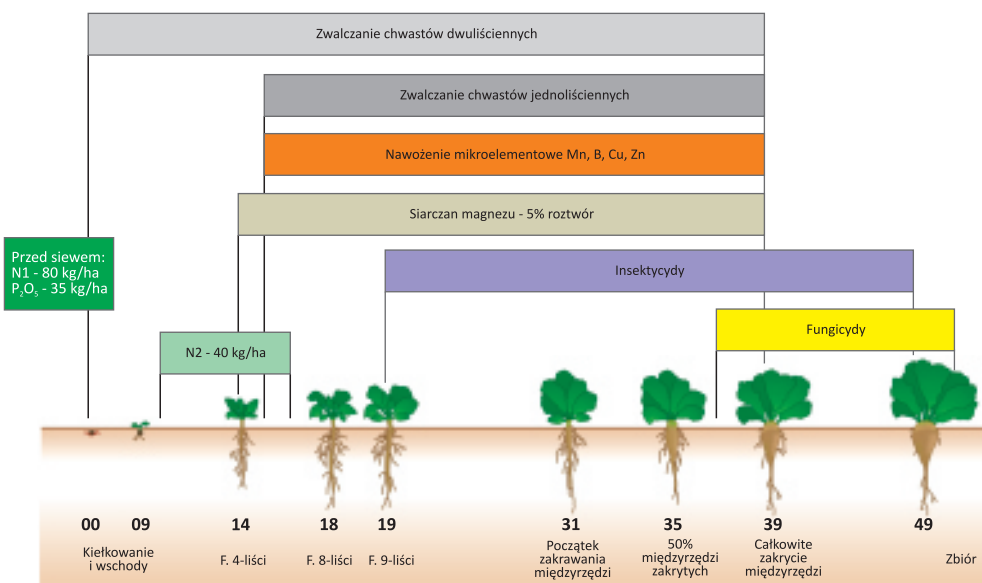 Zwalczanie chwastów dwuliściennych
Zwalczanie chwastów jednoliściennych
Nawożenie mikroelementowe Mn, B, Cu, Zn
Siarczan magnezu - 5% roztwór
Przed siewem:
N1 - 80 kg/ha
P₂O₅ - 35 kg/ha
Insektycydy
Fungicydy
N2 - 40 kg/ha
00 09 14 18 19 31 35 39 49
Kiełkowanie
i wschody
F. 4-liści
F. 8-liści
F. 9-liści
Początek
zakrawania
międzyrzędzi
50%
międzyrzędzi
zakrytych
Całkowite
zakrycie
międzyrzędzi
Zbiór